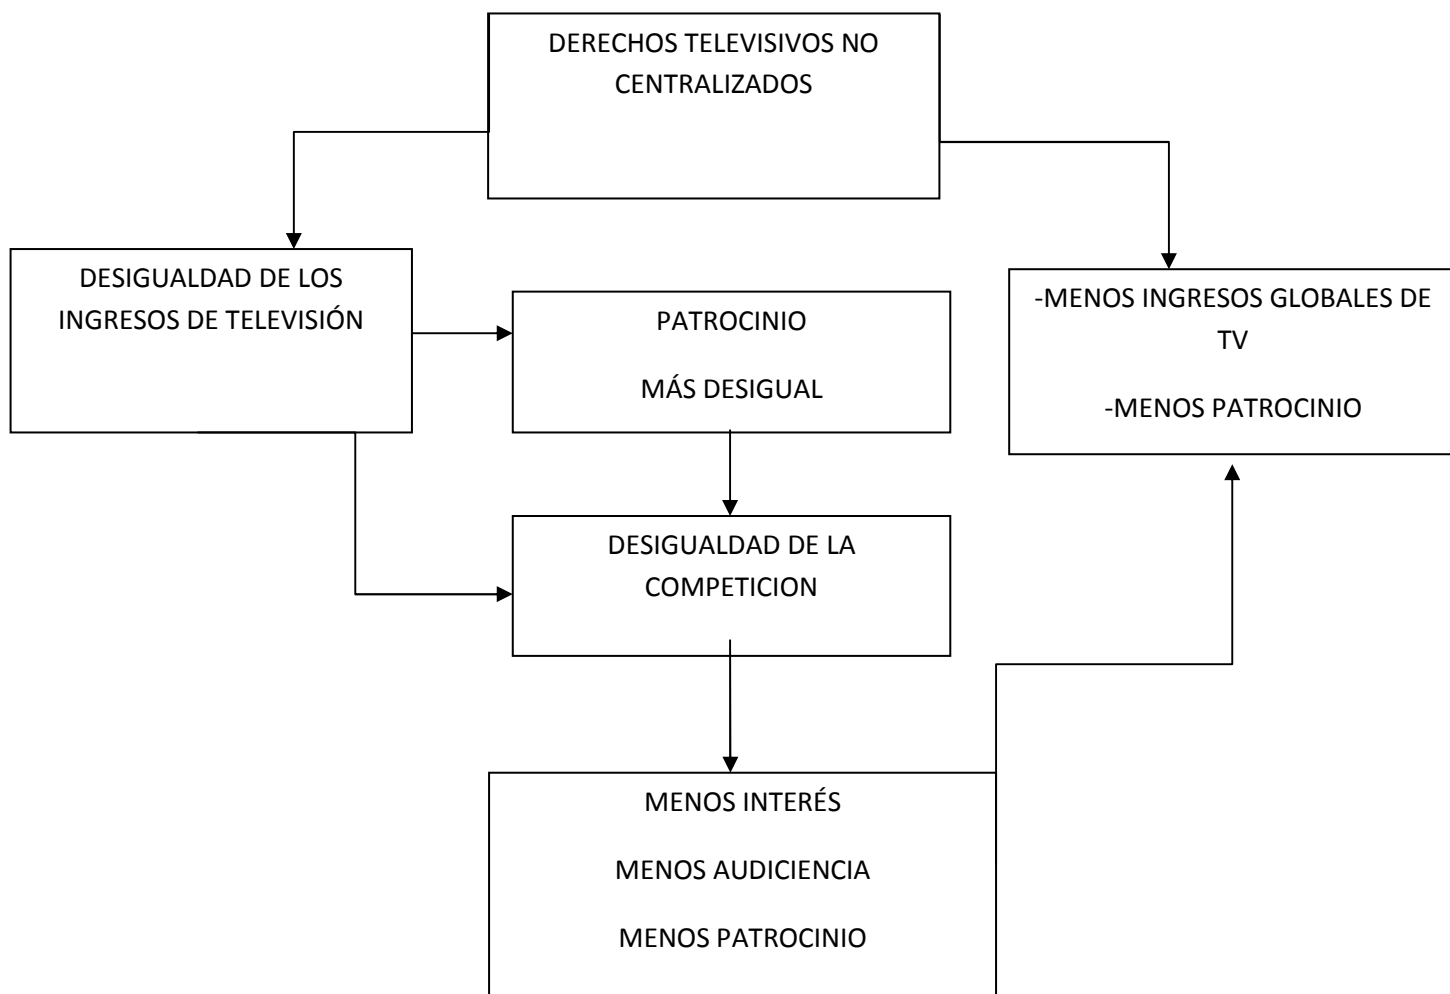 DERECHOS TELEVISIVOS NO
CENTRALIZADOS
DESIGUALDAD DE LOS
INGRESOS DE TELEVISIÓN
PATROCINIO
MÁS DESIGUAL
-MENOS INGRESOS GLOBALES DE
TV
-MENOS PATROCINIO
DESIGUALDAD DE LA
COMPETICION
MENOS INTERÉS
MENOS AUDICIENCIA
MENOS PATROCINIO